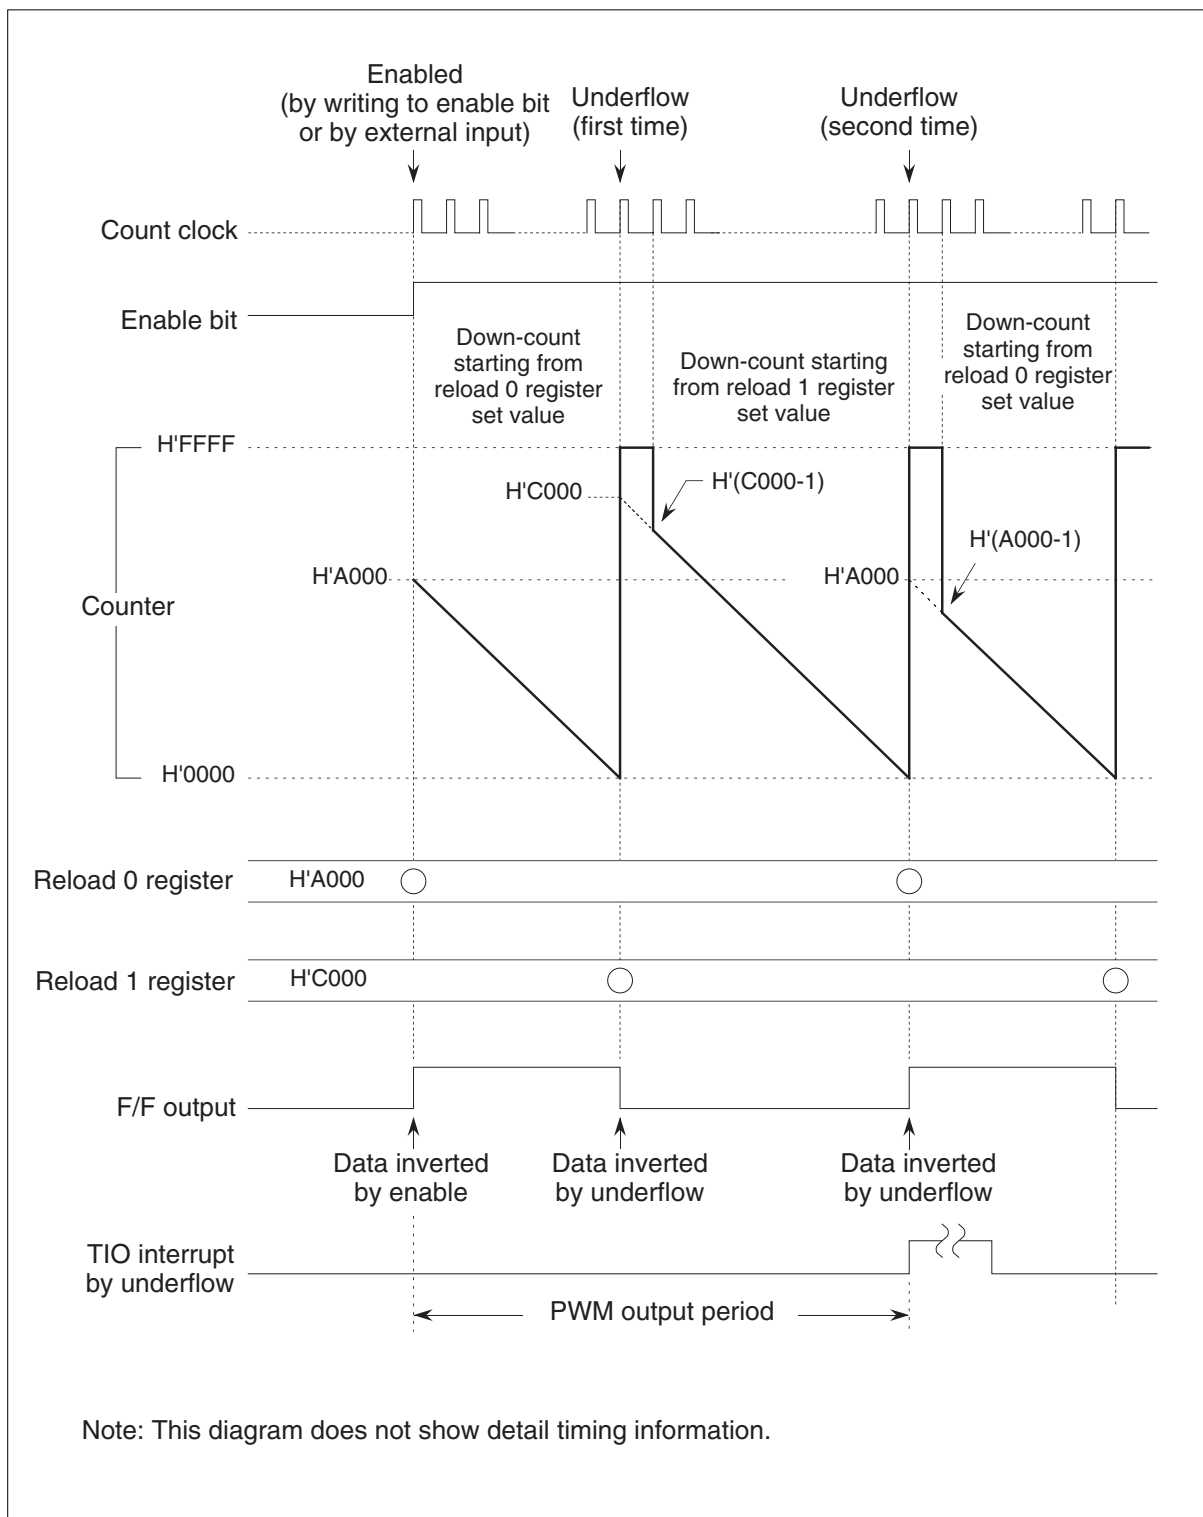 Enabled
(by writing to enable bit
or by external input)
Underflow
(first time)
Underflow
(second time)
Count clock
Enable bit
Down-count
starting from
reload 0 register
set value
Down-count starting
from reload 1 register
set value
Down-count
starting from
reload 0 register
set value
H'FFFF
H'C000
H'(C000-1)
H'A000
H'A000
H'(A000-1)
Counter
H'0000
Reload 0 register
H'A000
Reload 1 register
H'C000
F/F output
Data inverted
by enable
Data inverted
by underflow
Data inverted
by underflow
TIO interrupt
by underflow
PWM output period
Note: This diagram does not show detail timing information.